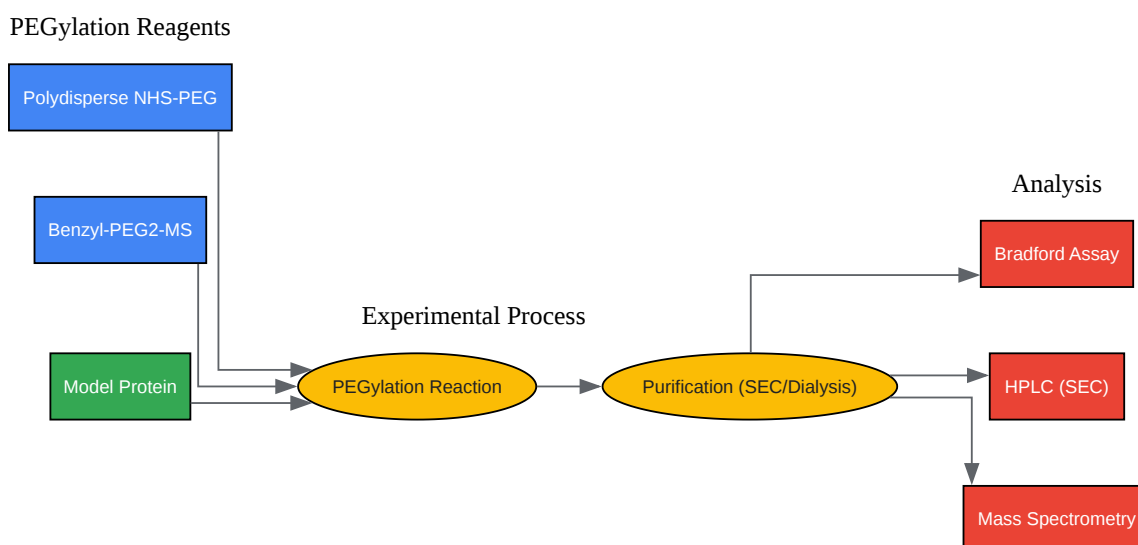 PEGylation Reagents
Polydisperse NHS-PEG
Benzyl-PEG2-MS
Model Protein
Experimental Process
PEGylation Reaction
Purification (SEC/Dialysis)
Analysis
Bradford Assay
HPLC (SEC)
Mass Spectrometry